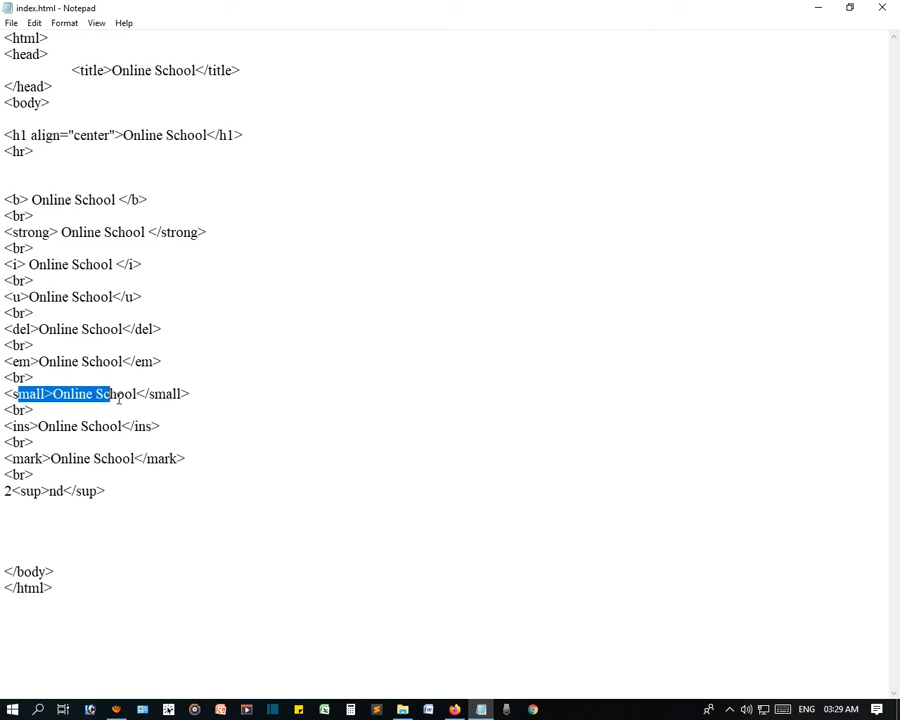 index.html - Notepad
File Edit Format View Help
<html>
<head>
<title>Online School</title>
</head>
<body>
<h1 align="center">Online School</h1>
<hr>
<b> Online School </b>
<br>
<strong> Online School </strong>
<br>
<i> Online School </i>
<br>
<u>Online School</u>
<br>
<del>Online School</del>
<br>
<em>Online School</em>
<br>
<small>Online School</small>
<br>
<ins>Online School</ins>
<br>
<mark>Online School</mark>
<br>
2<sup>nd</sup>
</body>
</html>
ENG 03:29 AM